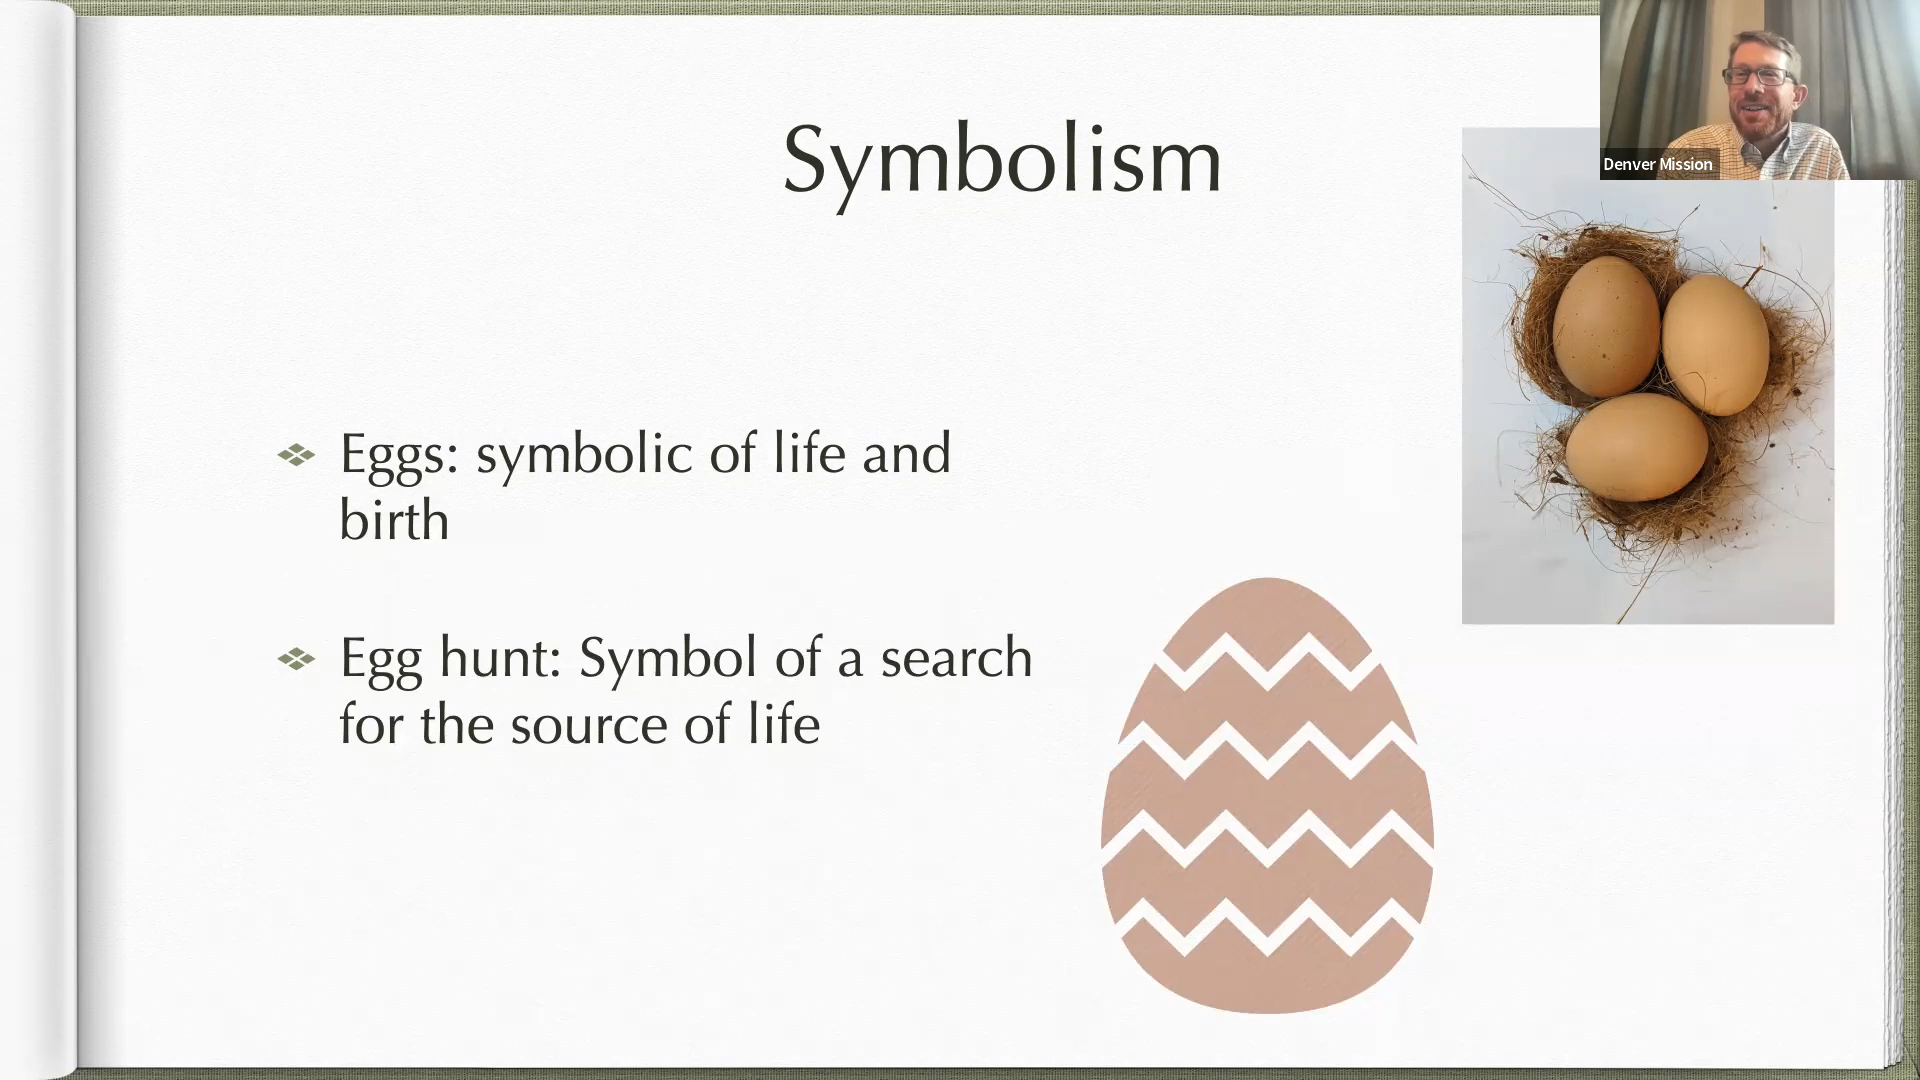 Symbolism
Denver Mission
Eggs: symbolic of life and
birth
Egg hunt: Symbol of a search
for the source of life